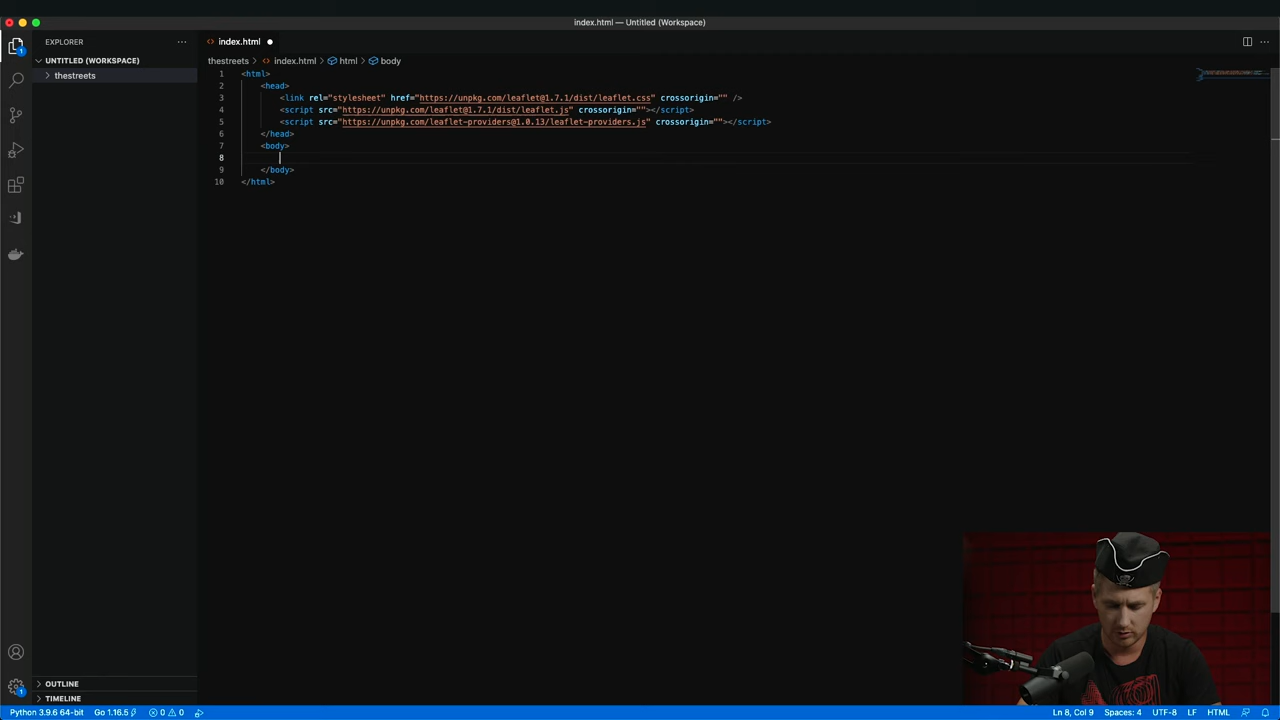 index.html — Untitled (Workspace)
EXPLORER
index.html
UNTITLED (WORKSPACE)
thestreets
thestreets > index.html > html > body
1 <html>
2 <head>
3 <link rel="stylesheet" href="https://unpkg.com/leaflet@1.7.1/dist/leaflet.css" crossorigin="" />
4 <script src="https://unpkg.com/leaflet@1.7.1/dist/leaflet.js" crossorigin=""></script>
5 <script src="https://unpkg.com/leaflet-providers@1.0.13/leaflet-providers.js" crossorigin=""></script>
6 </head>
7 <body>
8
9 </body>
10 </html>
1
1
OUTLINE
TIMELINE
Python 3.9.6 64-bit Go 1.16.5 0 0 Ln 8, Col 9 Spaces: 4 UTF-8 LF HTML